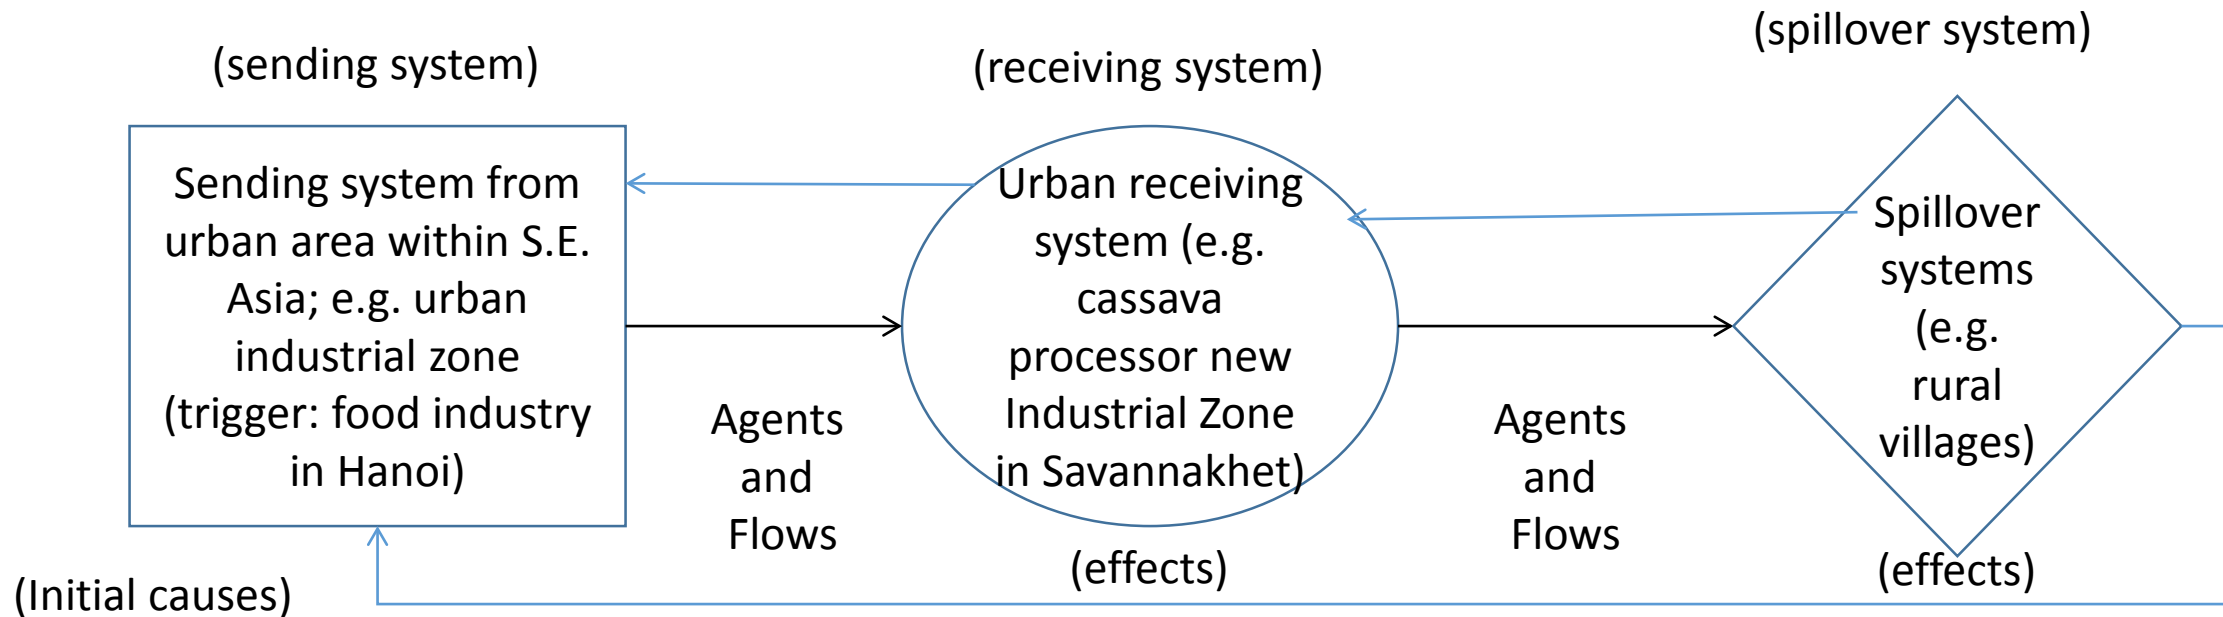 (sending system)
(receiving system)
(spillover system)
Sending system from
urban area within S.E.
Asia; e.g. urban
industrial zone
(trigger: food industry
in Hanoi)
Agents
and
Flows
Urban receiving
system (e.g.
cassava
processor new
Industrial Zone
in Savannakhet)
Agents
and
Flows
Spillover
systems
(e.g.
rural
villages)
(Initial causes)
(effects)
(effects)